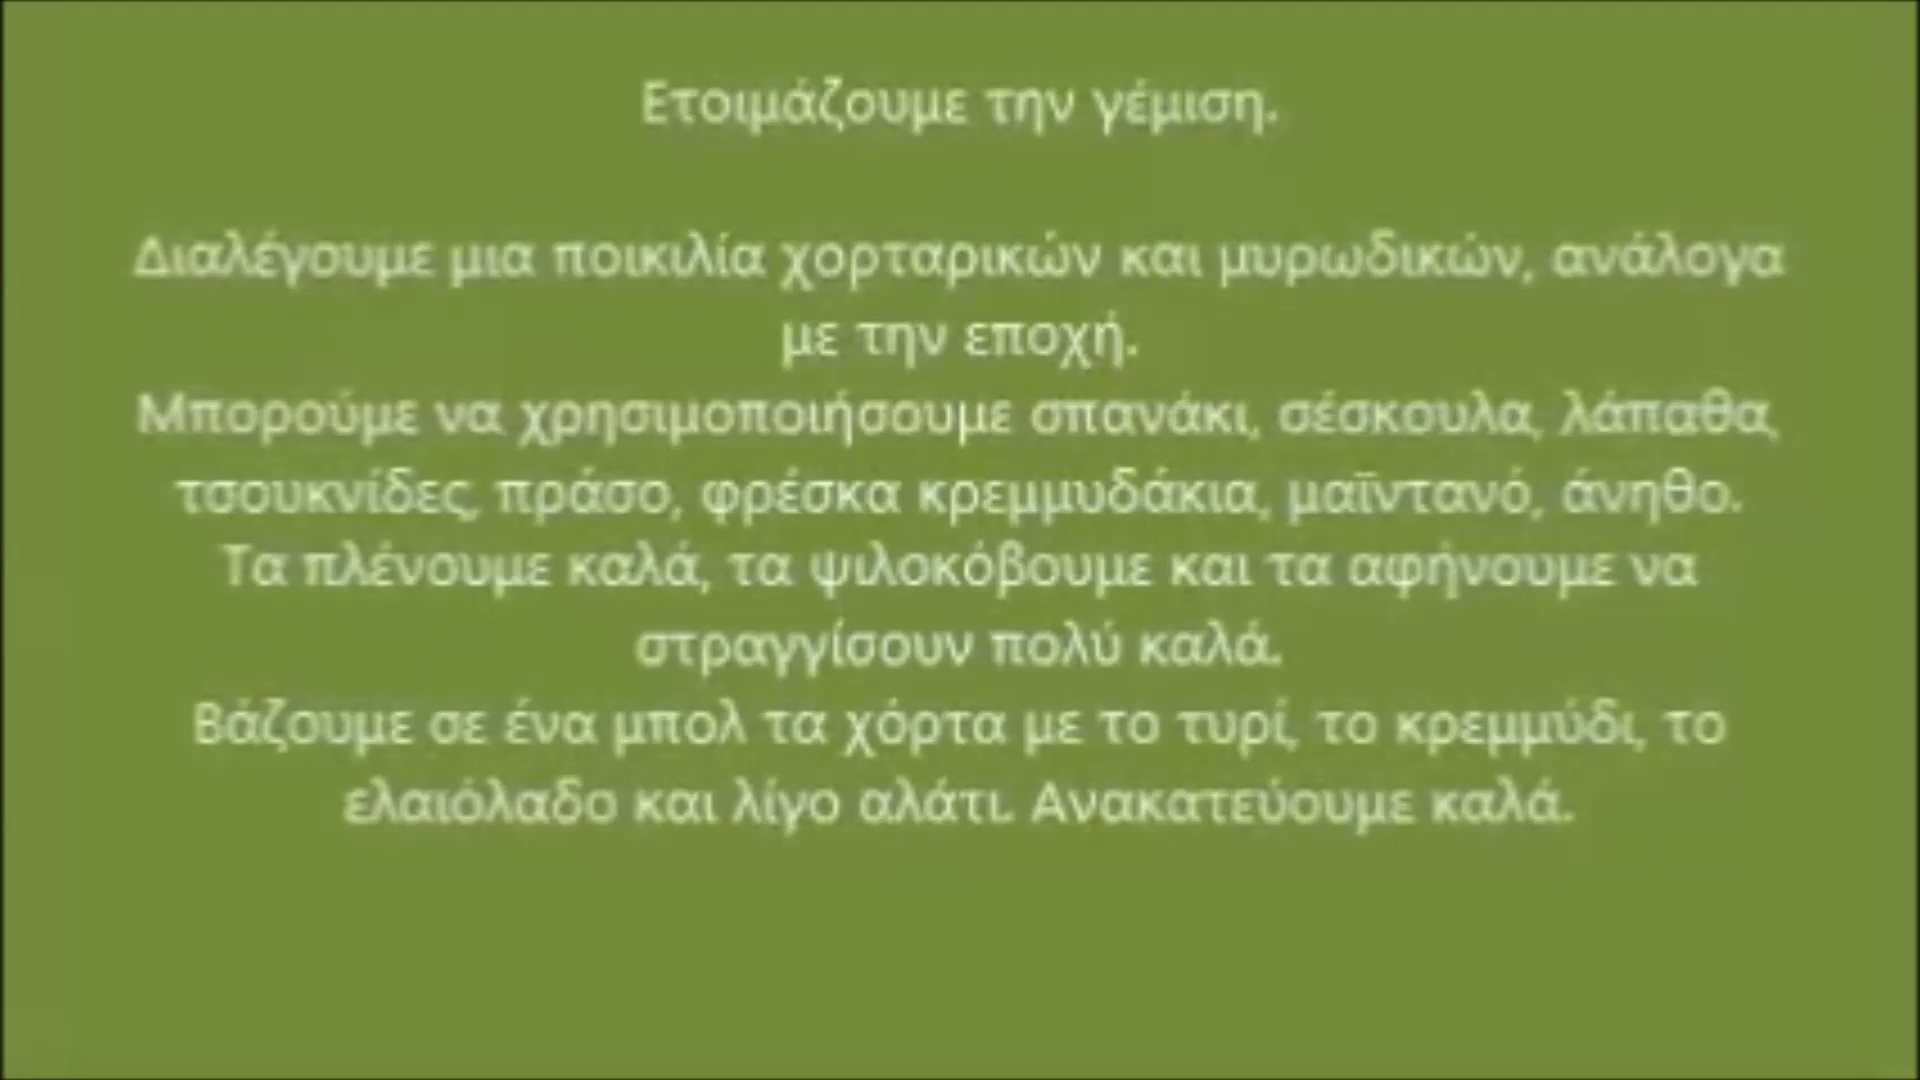 Ετοιμάζουμε την γέμιση.
Διαλέγουμε μια ποικιλία χορταρικών και μυρωδικών, ανάλογα
με την εποχή.
Μπορούμε να χρησιμοποιήσουμε σπανάκι, σέσκουλα, λάπαθα,
τσουκνίδες, πράσο, φρέσκα κρεμμυδάκια, μαϊντανό, άνηθο.
Τα πλένουμε καλά, τα ψιλοκόβουμε και τα αφήνουμε να
στραγγίσουν πολύ καλά.
Βάζουμε σε ένα μπολ τα χόρτα με το τυρί, το κρεμμύδι, το
ελαιόλαδο και λίγο αλάτι. Ανακατεύουμε καλά.